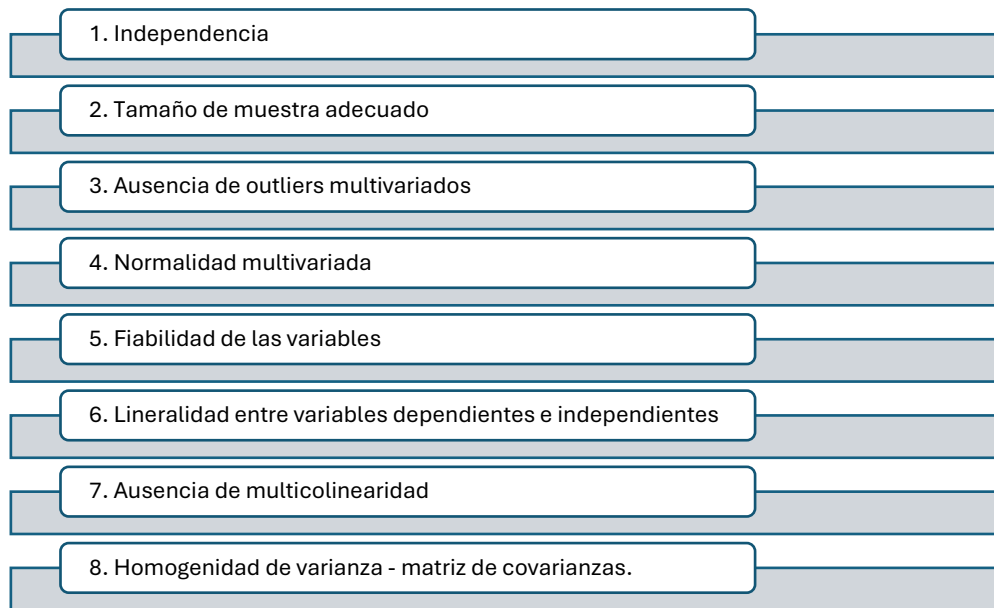 1. Independencia
2. Tamaño de muestra adecuado
3. Ausencia de outliers multivariados
4. Normalidad multivariada
5. Fiabilidad de las variables
6. Lineralidad entre variables dependientes e independientes
7. Ausencia de multicolinearidad
8. Homogenidad de varianza - matriz de covarianzas.